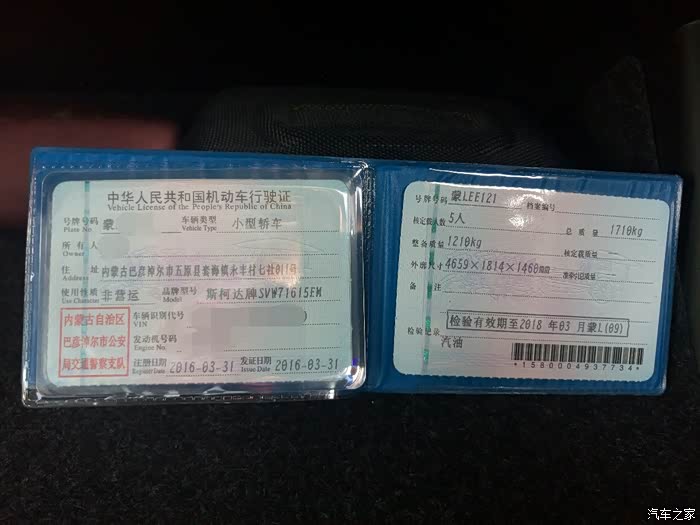 中华人民共和国机动车行驶证
Vehicle License of the People's Republic of China
号牌号码 蒙 车辆类型 小型轿车
Plate No. Vehicle Type
所有人
Owner
住址 内蒙古巴彦淖尔市五原县套海镇永丰村七社011号
Address
使用性质 非营运 品牌型号 斯柯达牌SVW71615EM
Use Character Model
内蒙古自治区
巴彦淖尔市公安
局交通警察支队
车辆识别代号
VIN
发动机号码
Engine No.
注册日期 2016-03-31 发证日期 2016-03-31
Register Date Issue Date
号牌号码 蒙LEE121 档案编号
核定载人数 5人 总质量 1710kg
整备质量 1210kg 核定载质量
外廓尺寸 4659×1814×1460mm 准牵引总质量
备注
检验记录 检验有效期至2018年03月蒙L(09)
汽油
*1580004937734*
汽车之家